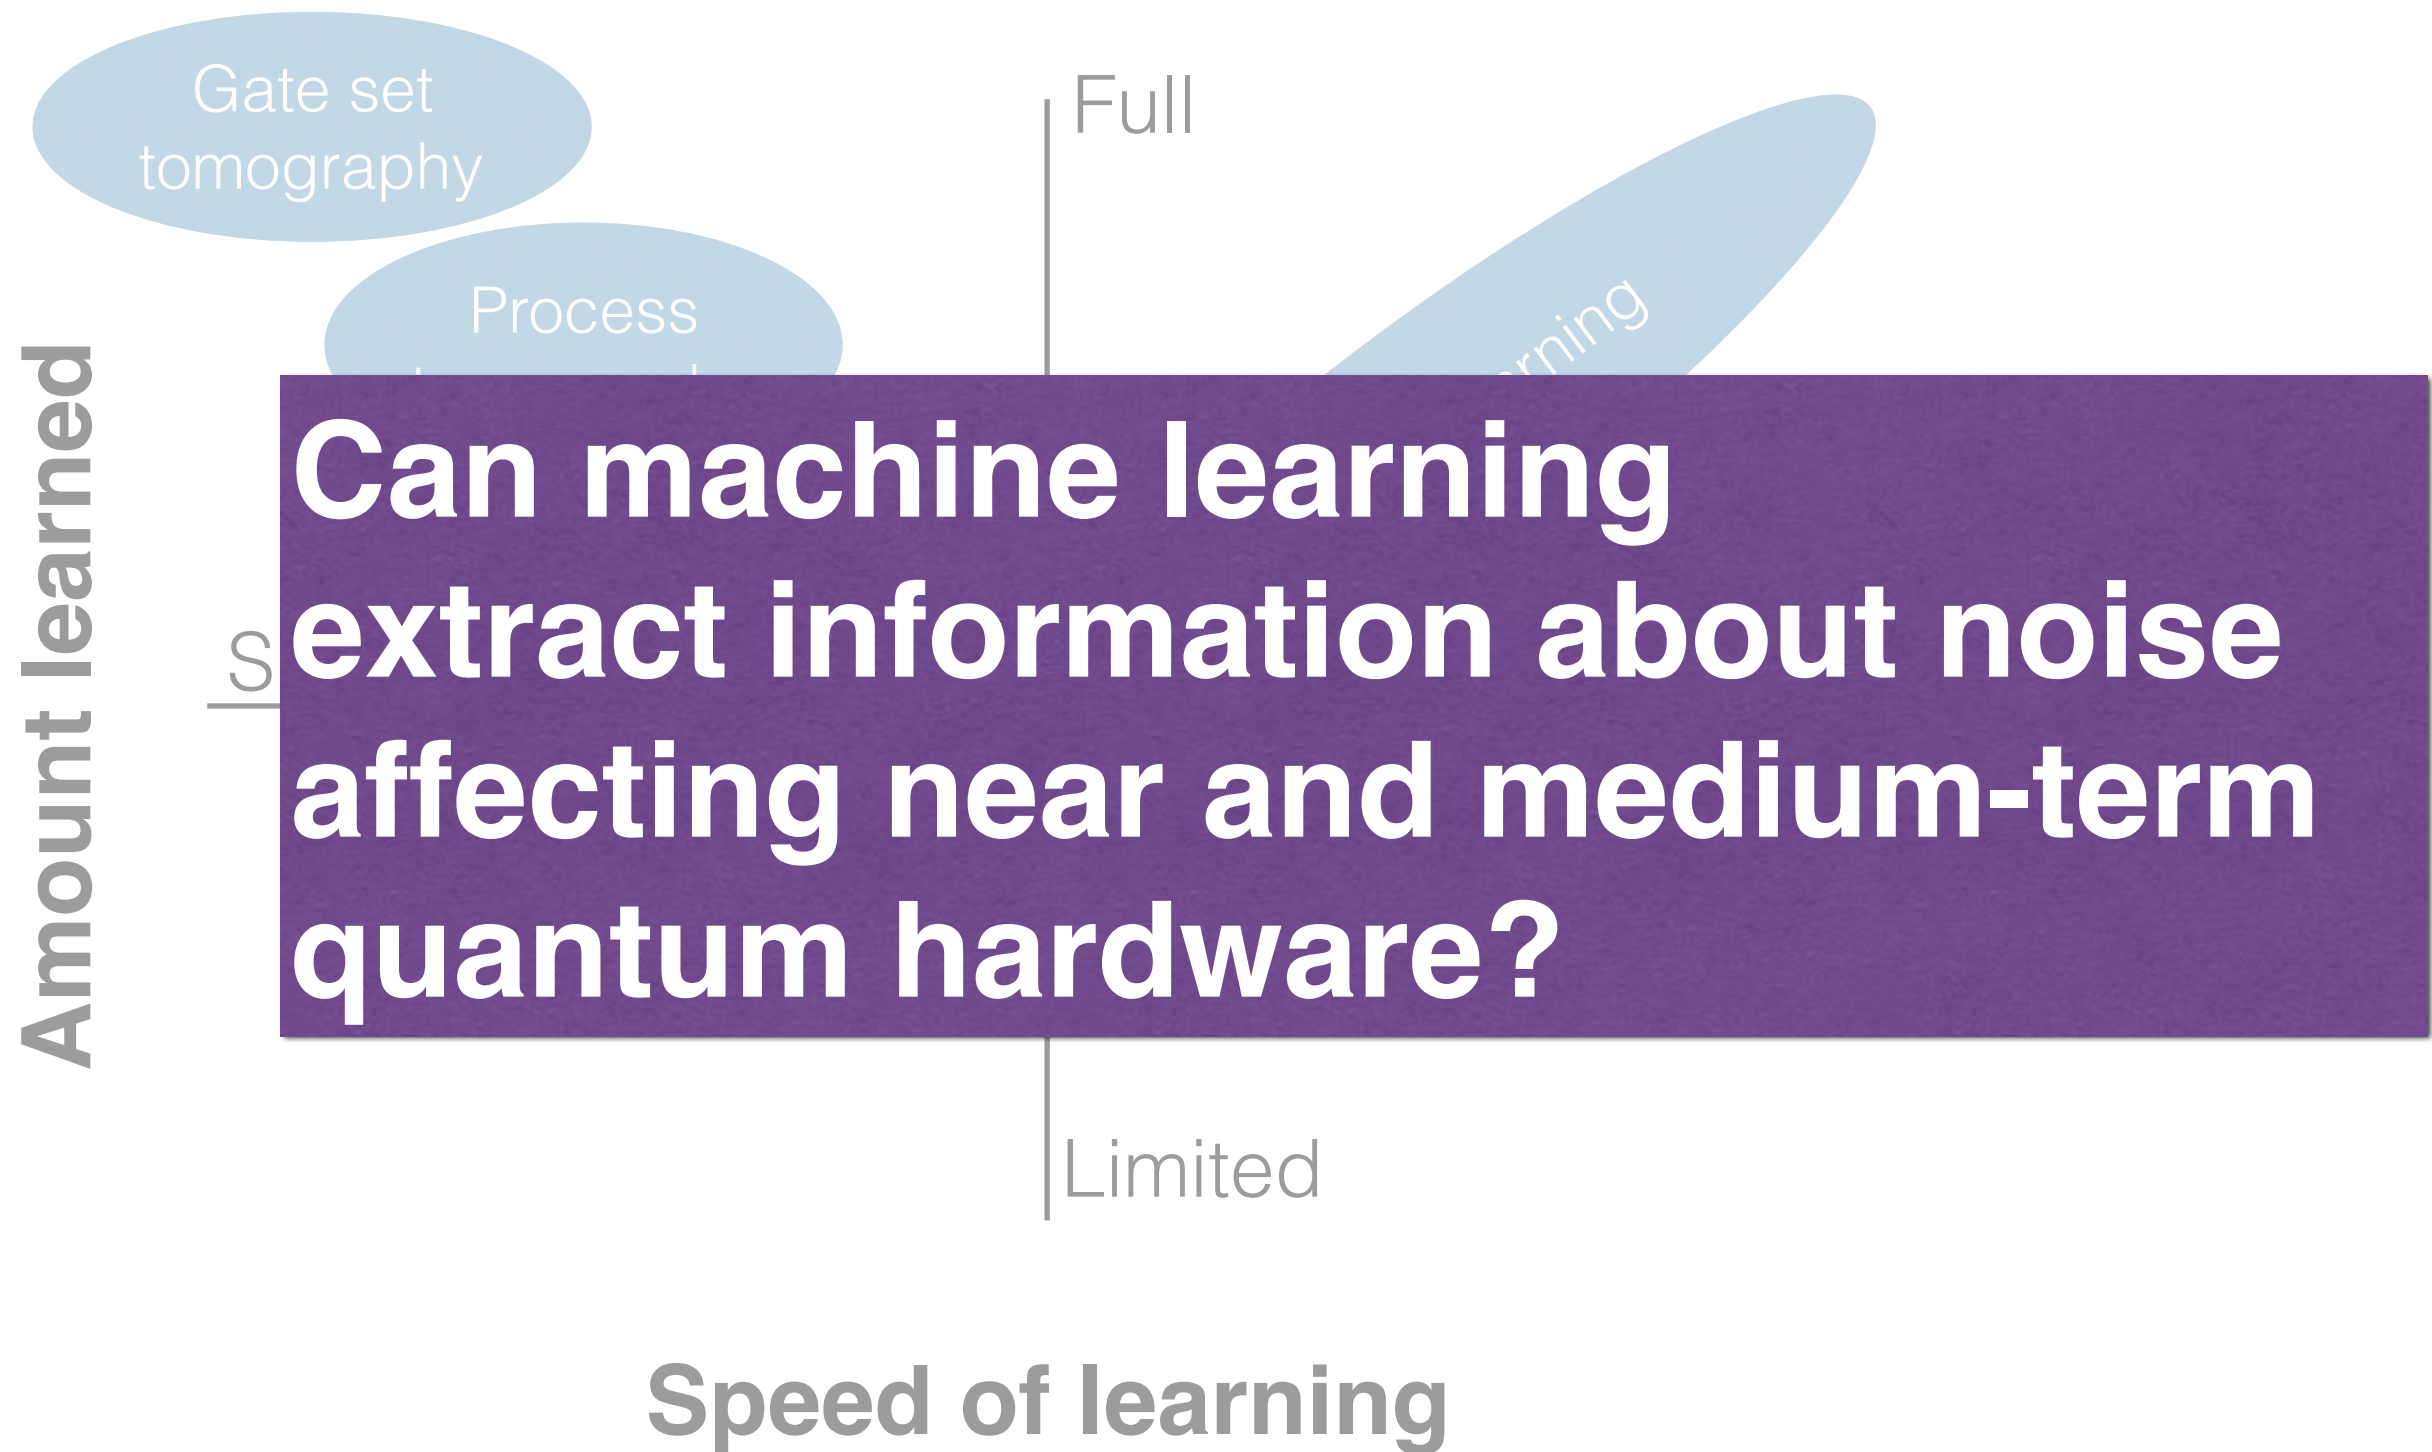 Gate set
tomography
Full
Process
Amount learned
Can machine learning
extract information about noise
affecting near and medium-term
quantum hardware?
Limited
Speed of learning